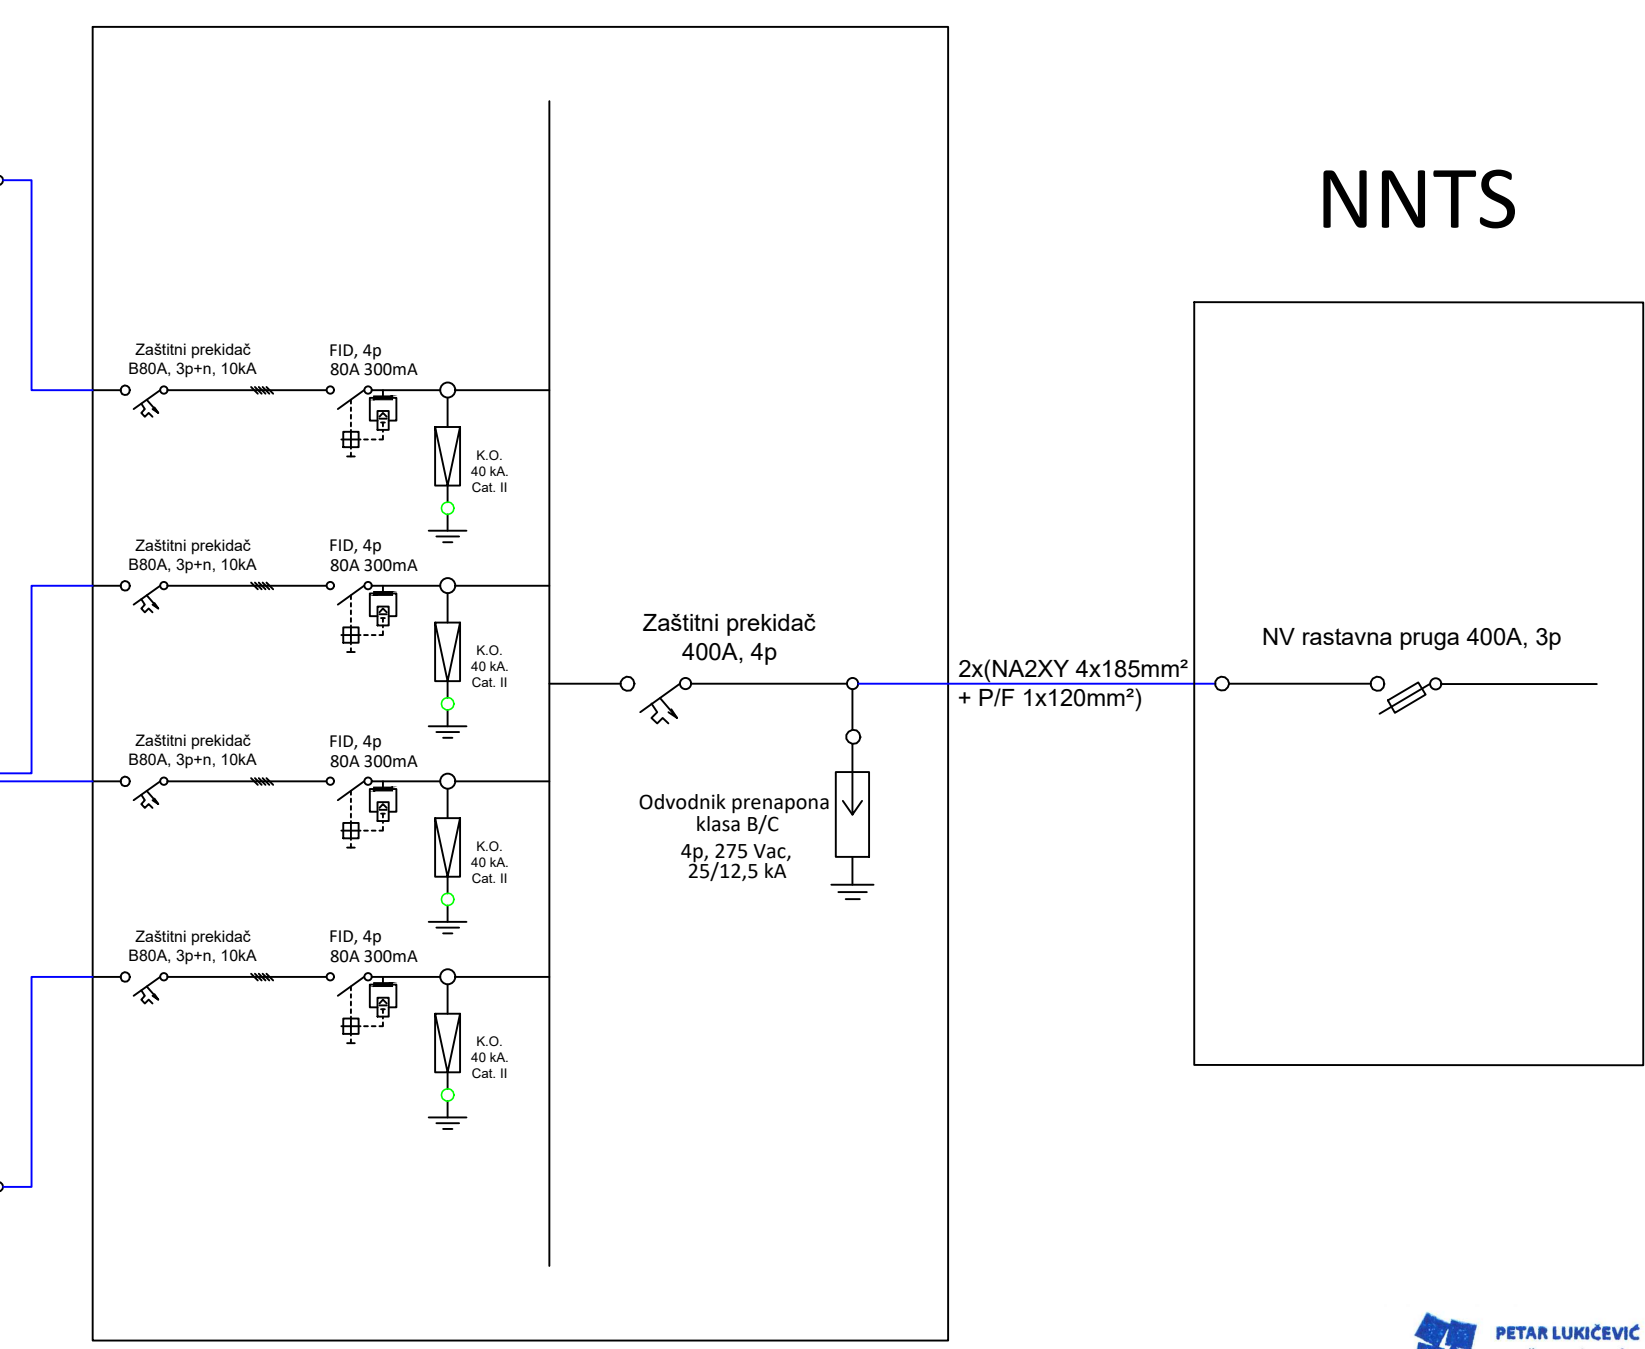 NNTS
Zaštitni prekidač
B80A, 3p+n, 10kA
FID, 4p
80A 300mA
K.O.
40 kA.
Cat. II
Zaštitni prekidač
B80A, 3p+n, 10kA
FID, 4p
80A 300mA
K.O.
40 kA.
Cat. II
Zaštitni prekidač
B80A, 3p+n, 10kA
FID, 4p
80A 300mA
K.O.
40 kA.
Cat. II
Zaštitni prekidač
B80A, 3p+n, 10kA
FID, 4p
80A 300mA
K.O.
40 kA.
Cat. II
Zaštitni prekidač
400A, 4p
Odvodnik prenapona
klasa B/C
4p, 275 Vac,
25/12,5 kA
2x(NA2XY 4x185mm²
+ P/F 1x120mm²)
NV rastavna pruga 400A, 3p
PETAR LUKIČEVIĆ